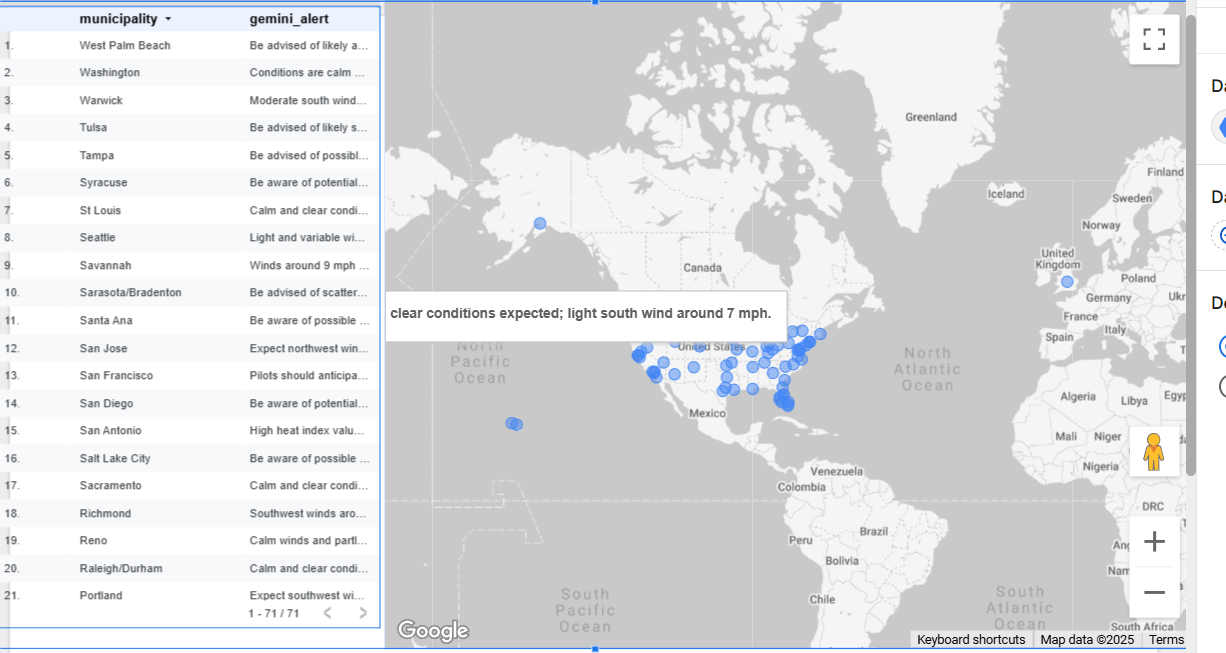 municipality gemini_alert
1. West Palm Beach Be advised of likely a...
2. Washington Conditions are calm ...
3. Warwick Moderate south wind...
4. Tulsa Be advised of likely s...
5. Tampa Be advised of possibl...
6. Syracuse Be aware of potential...
7. St Louis Calm and clear condi...
8. Seattle Light and variable wi...
9. Savannah Winds around 9 mph ...
10. Sarasota/Bradenton Be advised of scatter...
11. Santa Ana Be aware of possible ...
12. San Jose Expect northwest win...
13. San Francisco Pilots should anticipa...
14. San Diego Be aware of potential...
15. San Antonio High heat index valu...
16. Salt Lake City Be aware of possible ...
17. Sacramento Calm and clear condi...
18. Richmond Southwest winds aro...
19. Reno Calm winds and partl...
20. Raleigh/Durham Calm and clear condi...
21. Portland Expect southwest wi...
1 - 71 / 71
Greenland
Finland
Iceland
Sweden
Norway
United
Kingdom
Canada
Poland
Germany
Ukr
France
clear conditions expected; light south wind around 7 mph.
Italy
Spain
United States
North
Pacific
Ocean
North
Atlantic
Ocean
Algeria
Libya
Egyp
Mexico
Mali
Niger
Nigeria
Venezuela
Colombia
DRC
Brazil
Peru
Ang
Bolivia
Nam
Chile
South
Pacific
Ocean
South
Atlantic
Ocean
South Africa
Google
Keyboard shortcuts
Map data ©2025
Terms
Da
Da
De